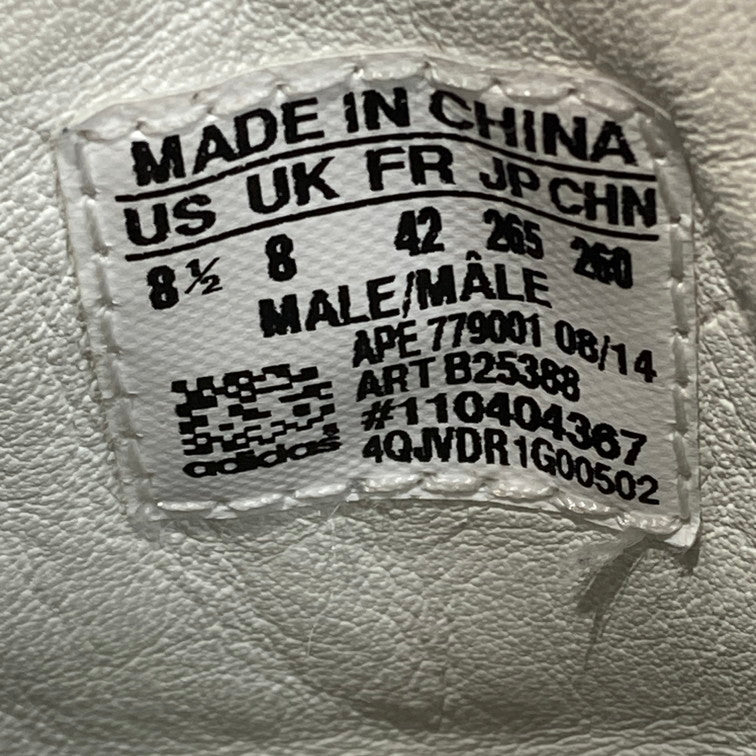 MADE IN CHINA
US UK FR JP CHN
8½ 8 42 265 260
MALE/MÂLE
APE 779001 08/14
ART B25388
#110404367
4QJVDR1G00502
adidas